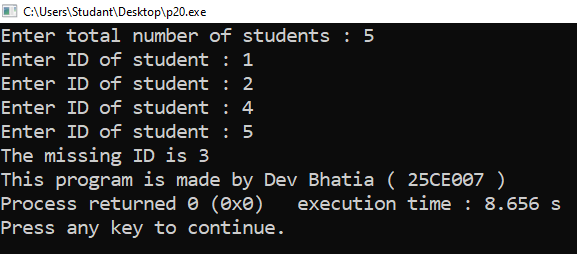 C:\Users\Studant\Desktop\p20.exe
Enter total number of students : 5
Enter ID of student : 1
Enter ID of student : 2
Enter ID of student : 4
Enter ID of student : 5
The missing ID is 3
This program is made by Dev Bhatia ( 25CE007 )
Process returned 0 (0x0)   execution time : 8.656 s
Press any key to continue.